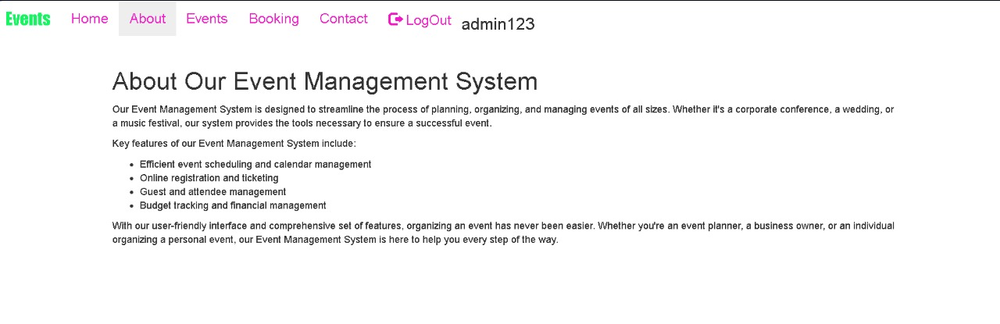 Events Home About Events Booking Contact LogOut admin123
About Our Event Management System
Our Event Management System is designed to streamline the process of planning, organizing, and managing events of all sizes. Whether it's a corporate conference, a wedding, or
a music festival, our system provides the tools necessary to ensure a successful event.
Key features of our Event Management System include:
• Efficient event scheduling and calendar management
• Online registration and ticketing
• Guest and attendee management
• Budget tracking and financial management
With our user-friendly interface and comprehensive set of features, organizing an event has never been easier. Whether you're an event planner, a business owner, or an individual
organizing a personal event, our Event Management System is here to help you every step of the way.